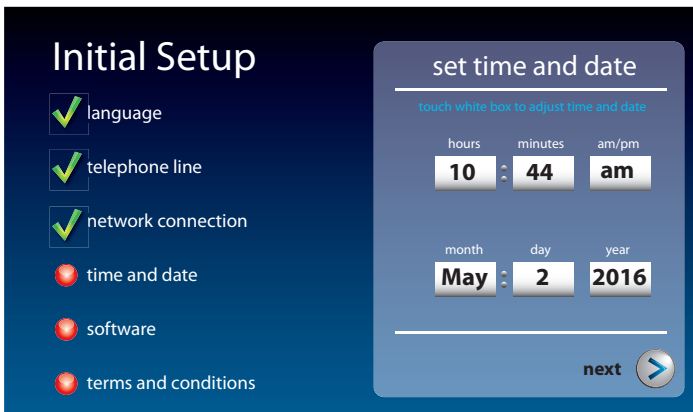 Initial Setup
language
telephone line
network connection
time and date
software
terms and conditions
set time and date
touch white box to adjust time and date
hours minutes am/pm
10 : 44 am
month day year
May : 2 2016
next